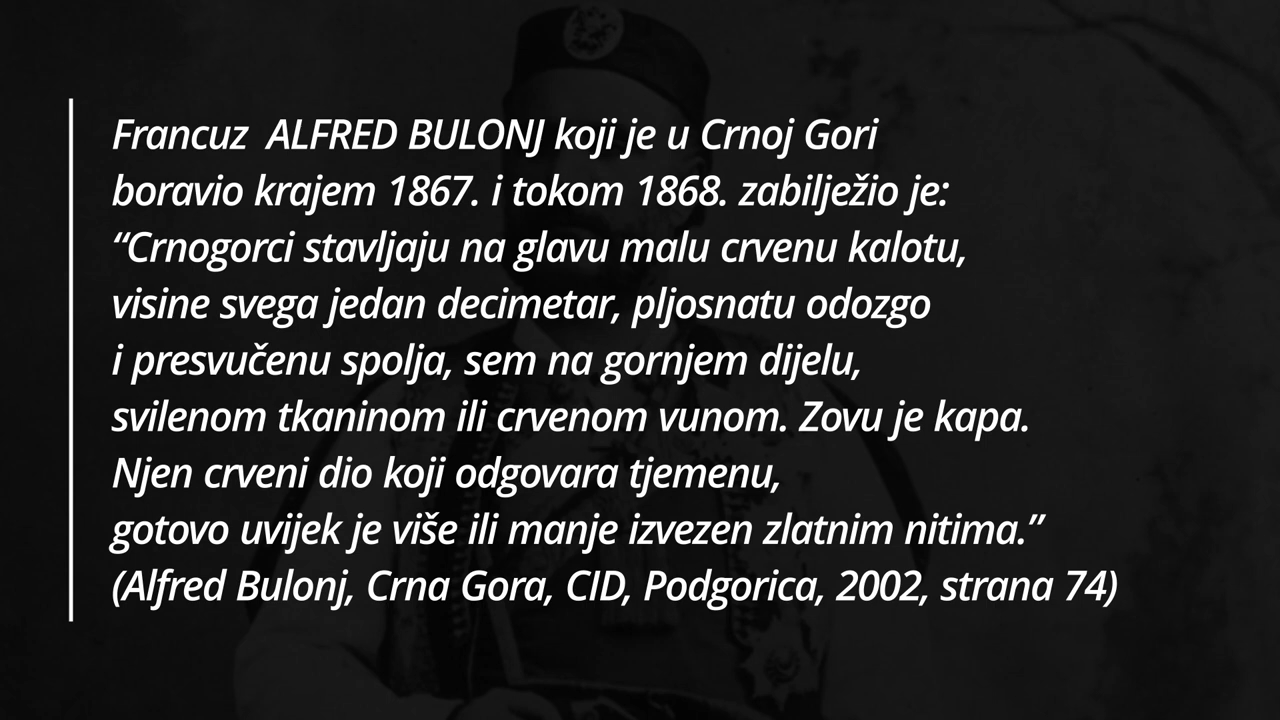 Francuz  ALFRED BULONJ koji je u Crnoj Gori
boravio krajem 1867. i tokom 1868. zabilježio je:
“Crnogorci stavljaju na glavu malu crvenu kalotu,
visine svega jedan decimetar, pljosnatu odozgo
i presvučenu spolja, sem na gornjem dijelu,
svilenom tkaninom ili crvenom vunom. Zovu je kapa.
Njen crveni dio koji odgovara tjemenu,
gotovo uvijek je više ili manje izvezen zlatnim nitima.”
(Alfred Bulonj, Crna Gora, CID, Podgorica, 2002, strana 74)